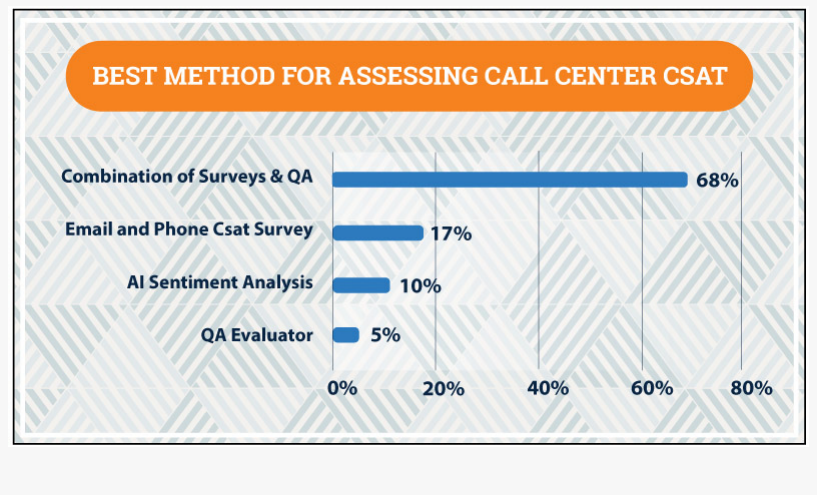 BEST METHOD FOR ASSESSING CALL CENTER CSAT
Combination of Surveys & QA 68%
Email and Phone Csat Survey 17%
AI Sentiment Analysis 10%
QA Evaluator 5%
0% 20% 40% 60% 80%